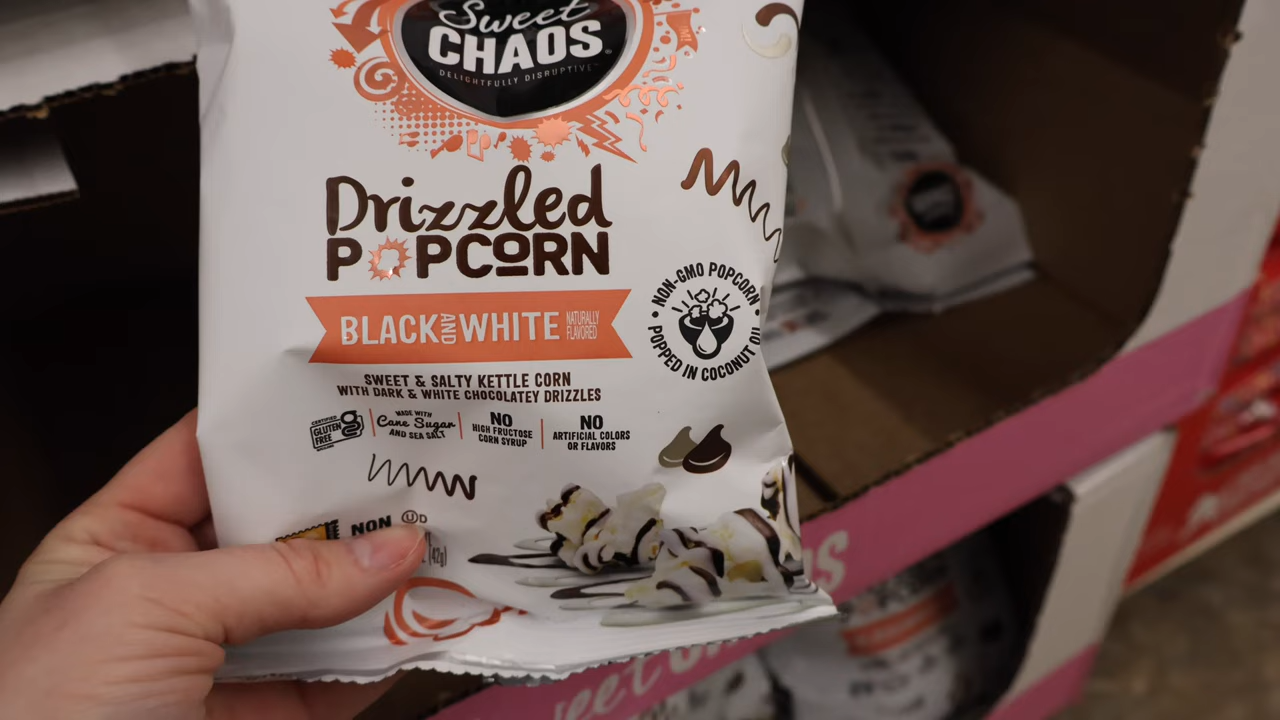 Sweet
CHAOS
DELIGHTFULLY DISRUPTIVE
Drizzled
POPCORN
BLACK AND WHITE NATURALLY FLAVORED
NON-GMO POPCORN
POPPED IN COCONUT OIL
SWEET & SALTY KETTLE CORN
WITH DARK & WHITE CHOCOLATEY DRIZZLES
CERTIFIED
GLUTEN
FREE
MADE WITH
Cane Sugar
AND SEA SALT
NO
HIGH FRUCTOSE
CORN SYRUP
NO
ARTIFICIAL COLORS
OR FLAVORS
NON
UD
(42g)